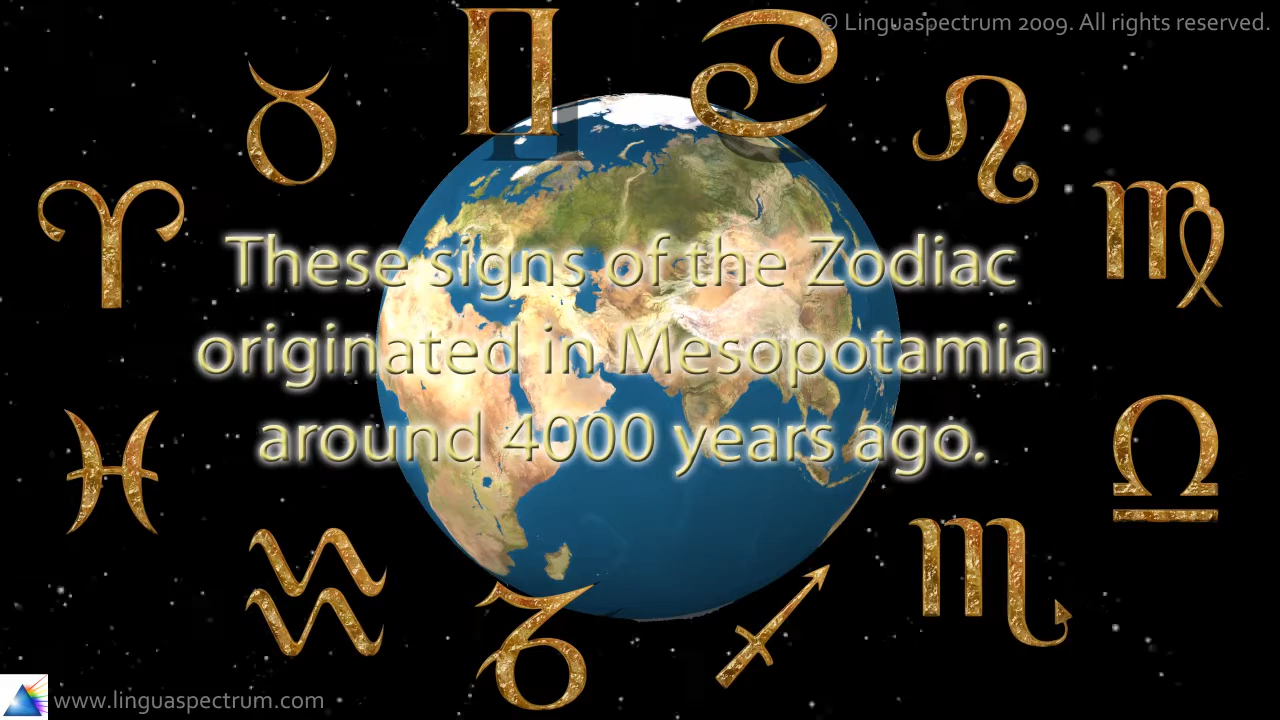 © Linguaspectrum 2009. All rights reserved.
These signs of the Zodiac
originated in Mesopotamia
around 4000 years ago.
www.linguaspectrum.com